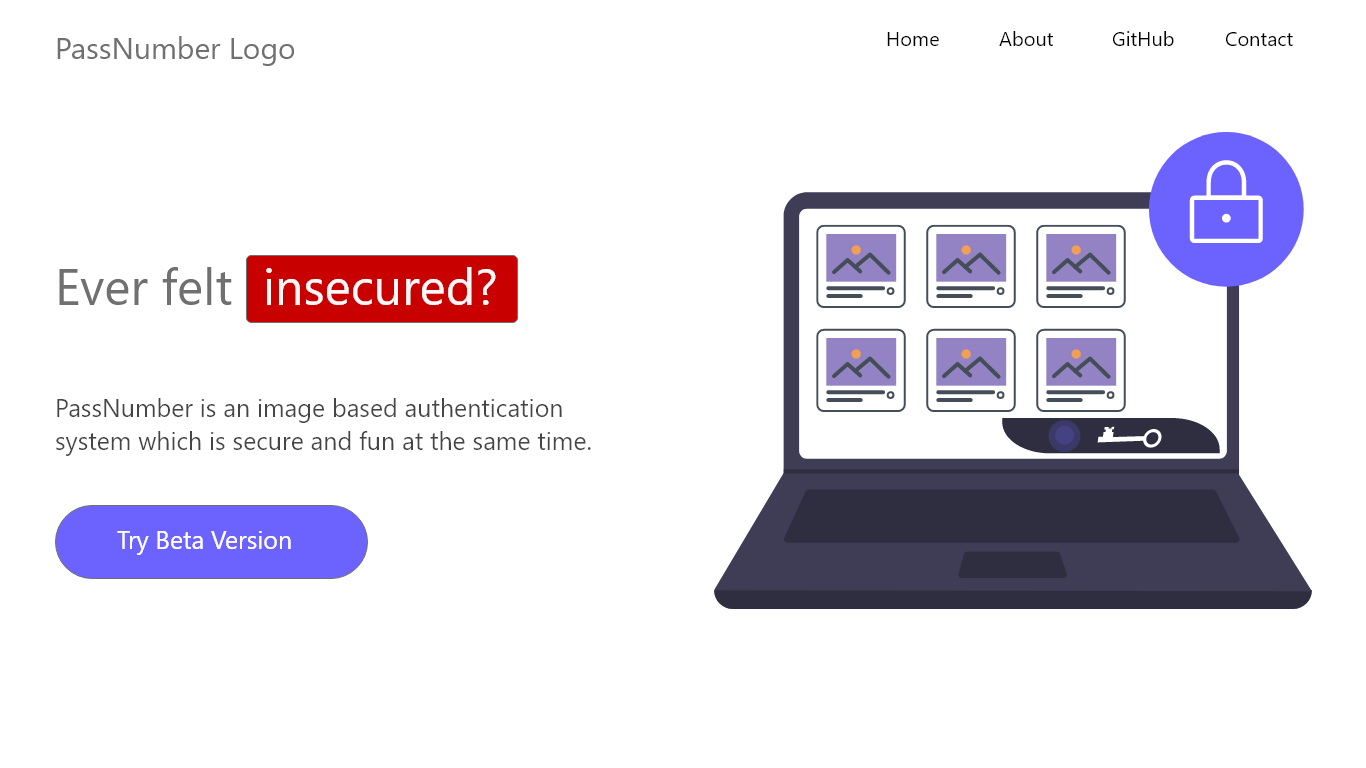 PassNumber Logo
Home About GitHub Contact
Ever felt insecured?
PassNumber is an image based authentication
system which is secure and fun at the same time.
Try Beta Version